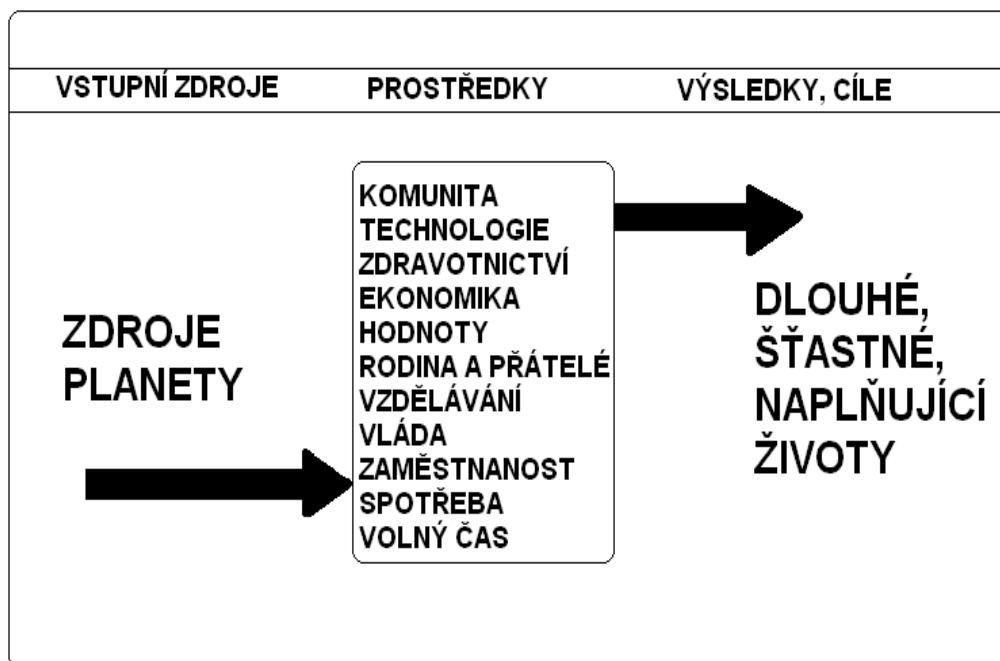 VSTUPNÍ ZDROJE
PROSTŘEDKY
VÝSLEDKY, CÍLE
ZDROJE
PLANETY
KOMUNITA
TECHNOLOGIE
ZDRAVOTNICTVÍ
EKONOMIKA
HODNOTY
RODINA A PŘÁTELÉ
VZDĚLÁVÁNÍ
VLÁDA
ZAMĚSTNANOST
SPOTŘEBA
VOLNÝ ČAS
DLOUHÉ,
ŠŤASTNÉ,
NAPLŇUJÍCÍ
ŽIVOTY